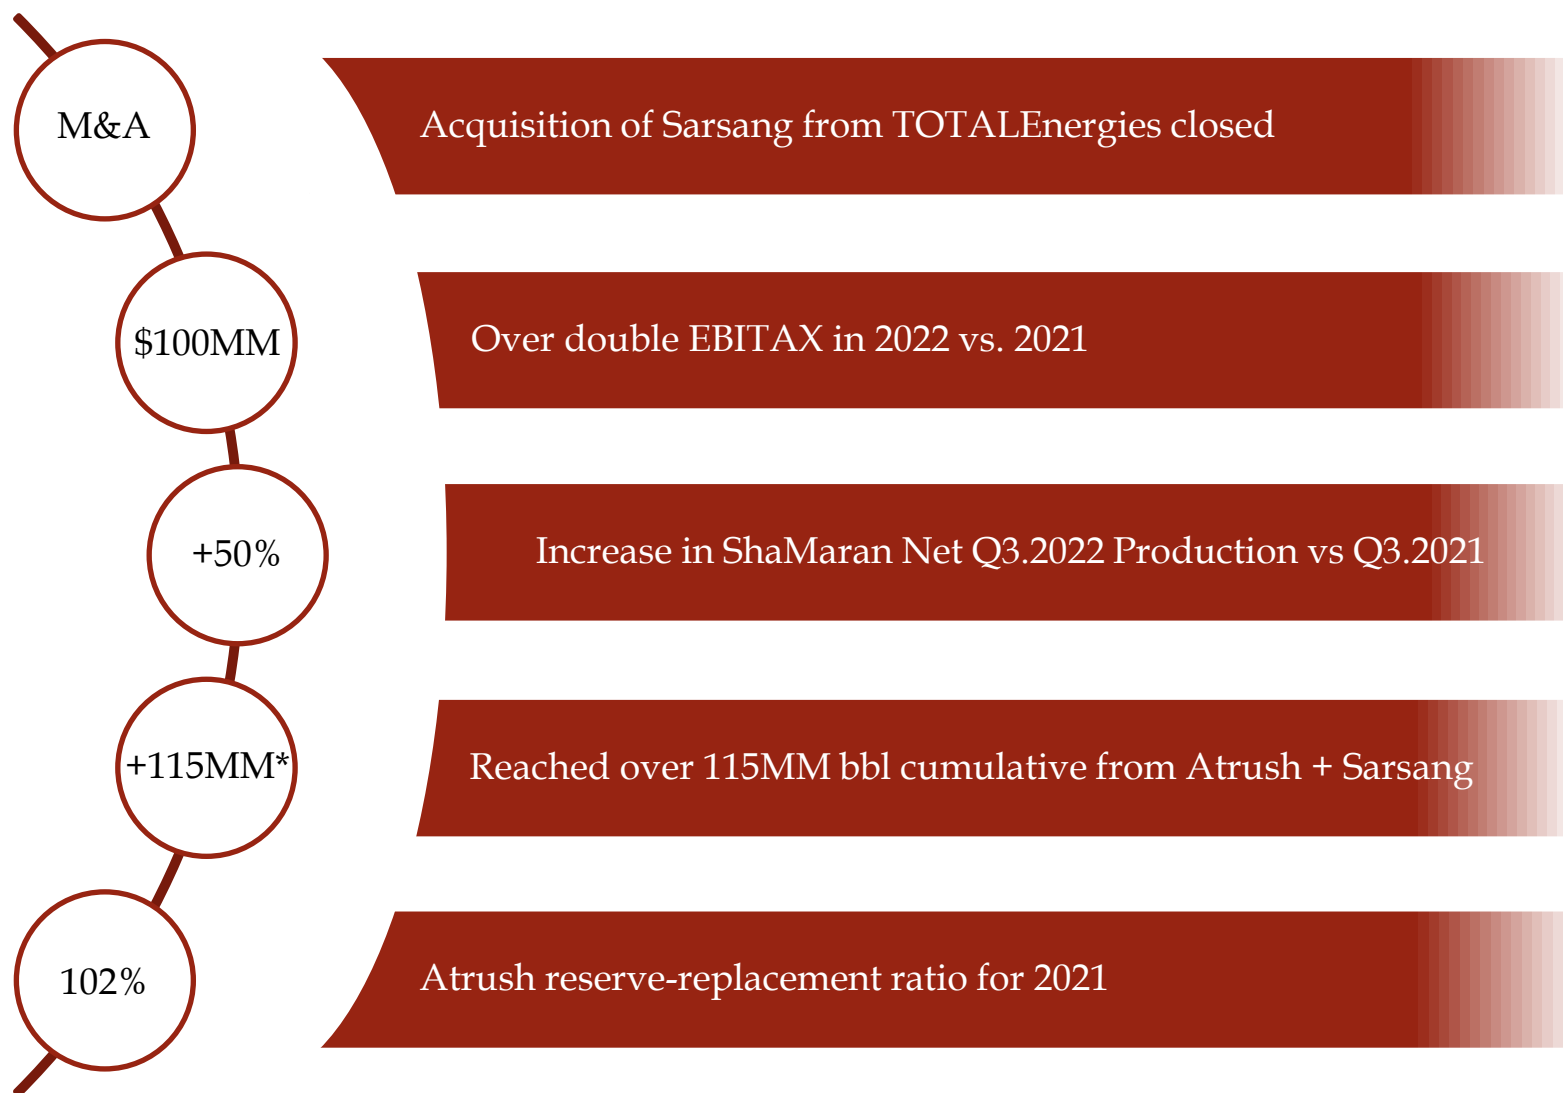 M&A
Acquisition of Sarsang from TOTALEnergies closed
$100MM
Over double EBITAX in 2022 vs. 2021
+50%
Increase in ShaMaran Net Q3.2022 Production vs Q3.2021
+115MM*
Reached over 115MM bbl cumulative from Atrush + Sarsang
102%
Atrush reserve-replacement ratio for 2021